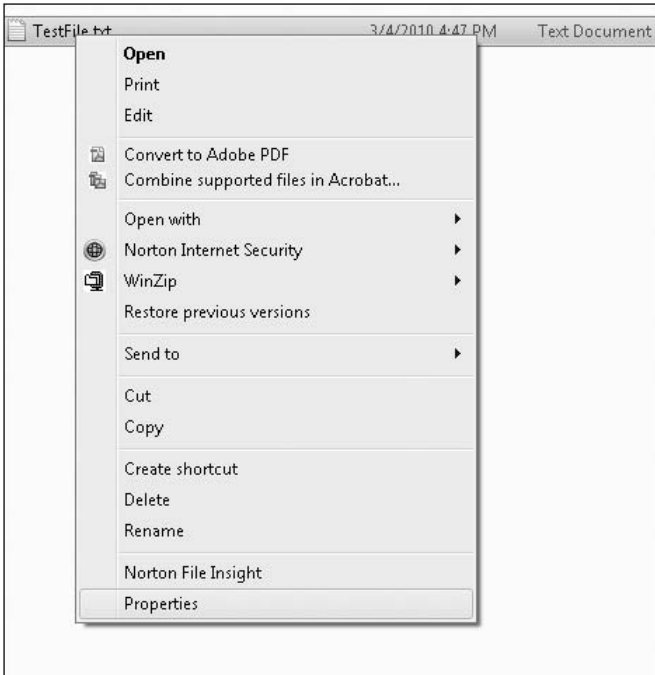 TestFile.txt 3/4/2010 4:47 PM Text Document
Open
Print
Edit
Convert to Adobe PDF
Combine supported files in Acrobat...
Open with
Norton Internet Security
WinZip
Restore previous versions
Send to
Cut
Copy
Create shortcut
Delete
Rename
Norton File Insight
Properties